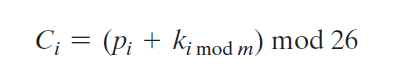 C_i = (p_i + k_{i mod m}) mod 26